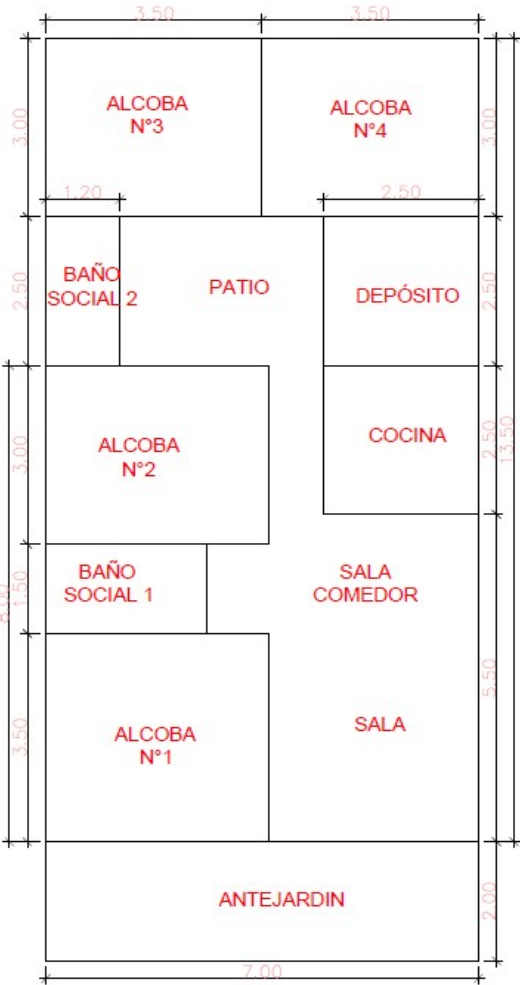 3.50
3.50
ALCOBA
N°3
ALCOBA
N°4
3.00
3.00
1.20
2.50
BAÑO
SOCIAL 2
PATIO
DEPÓSITO
2.50
2.50
ALCOBA
N°2
COCINA
3.00
2.50
13.50
BAÑO
SOCIAL 1
SALA
COMEDOR
1.50
ALCOBA
N°1
SALA
3.50
5.50
ANTEJARDIN
2.00
7.00